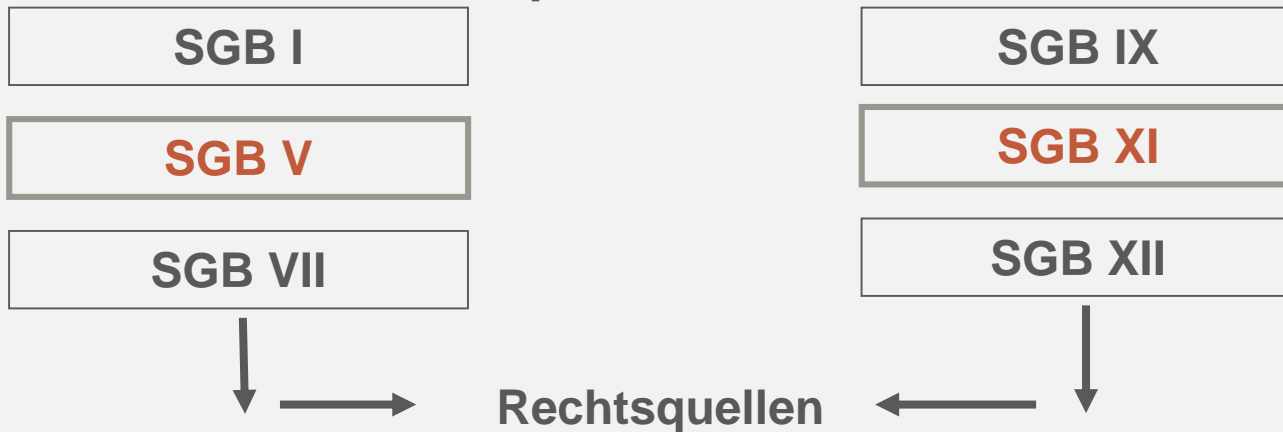 SGB I
SGB V
SGB VII
SGB IX
SGB XI
SGB XII
Rechtsquellen